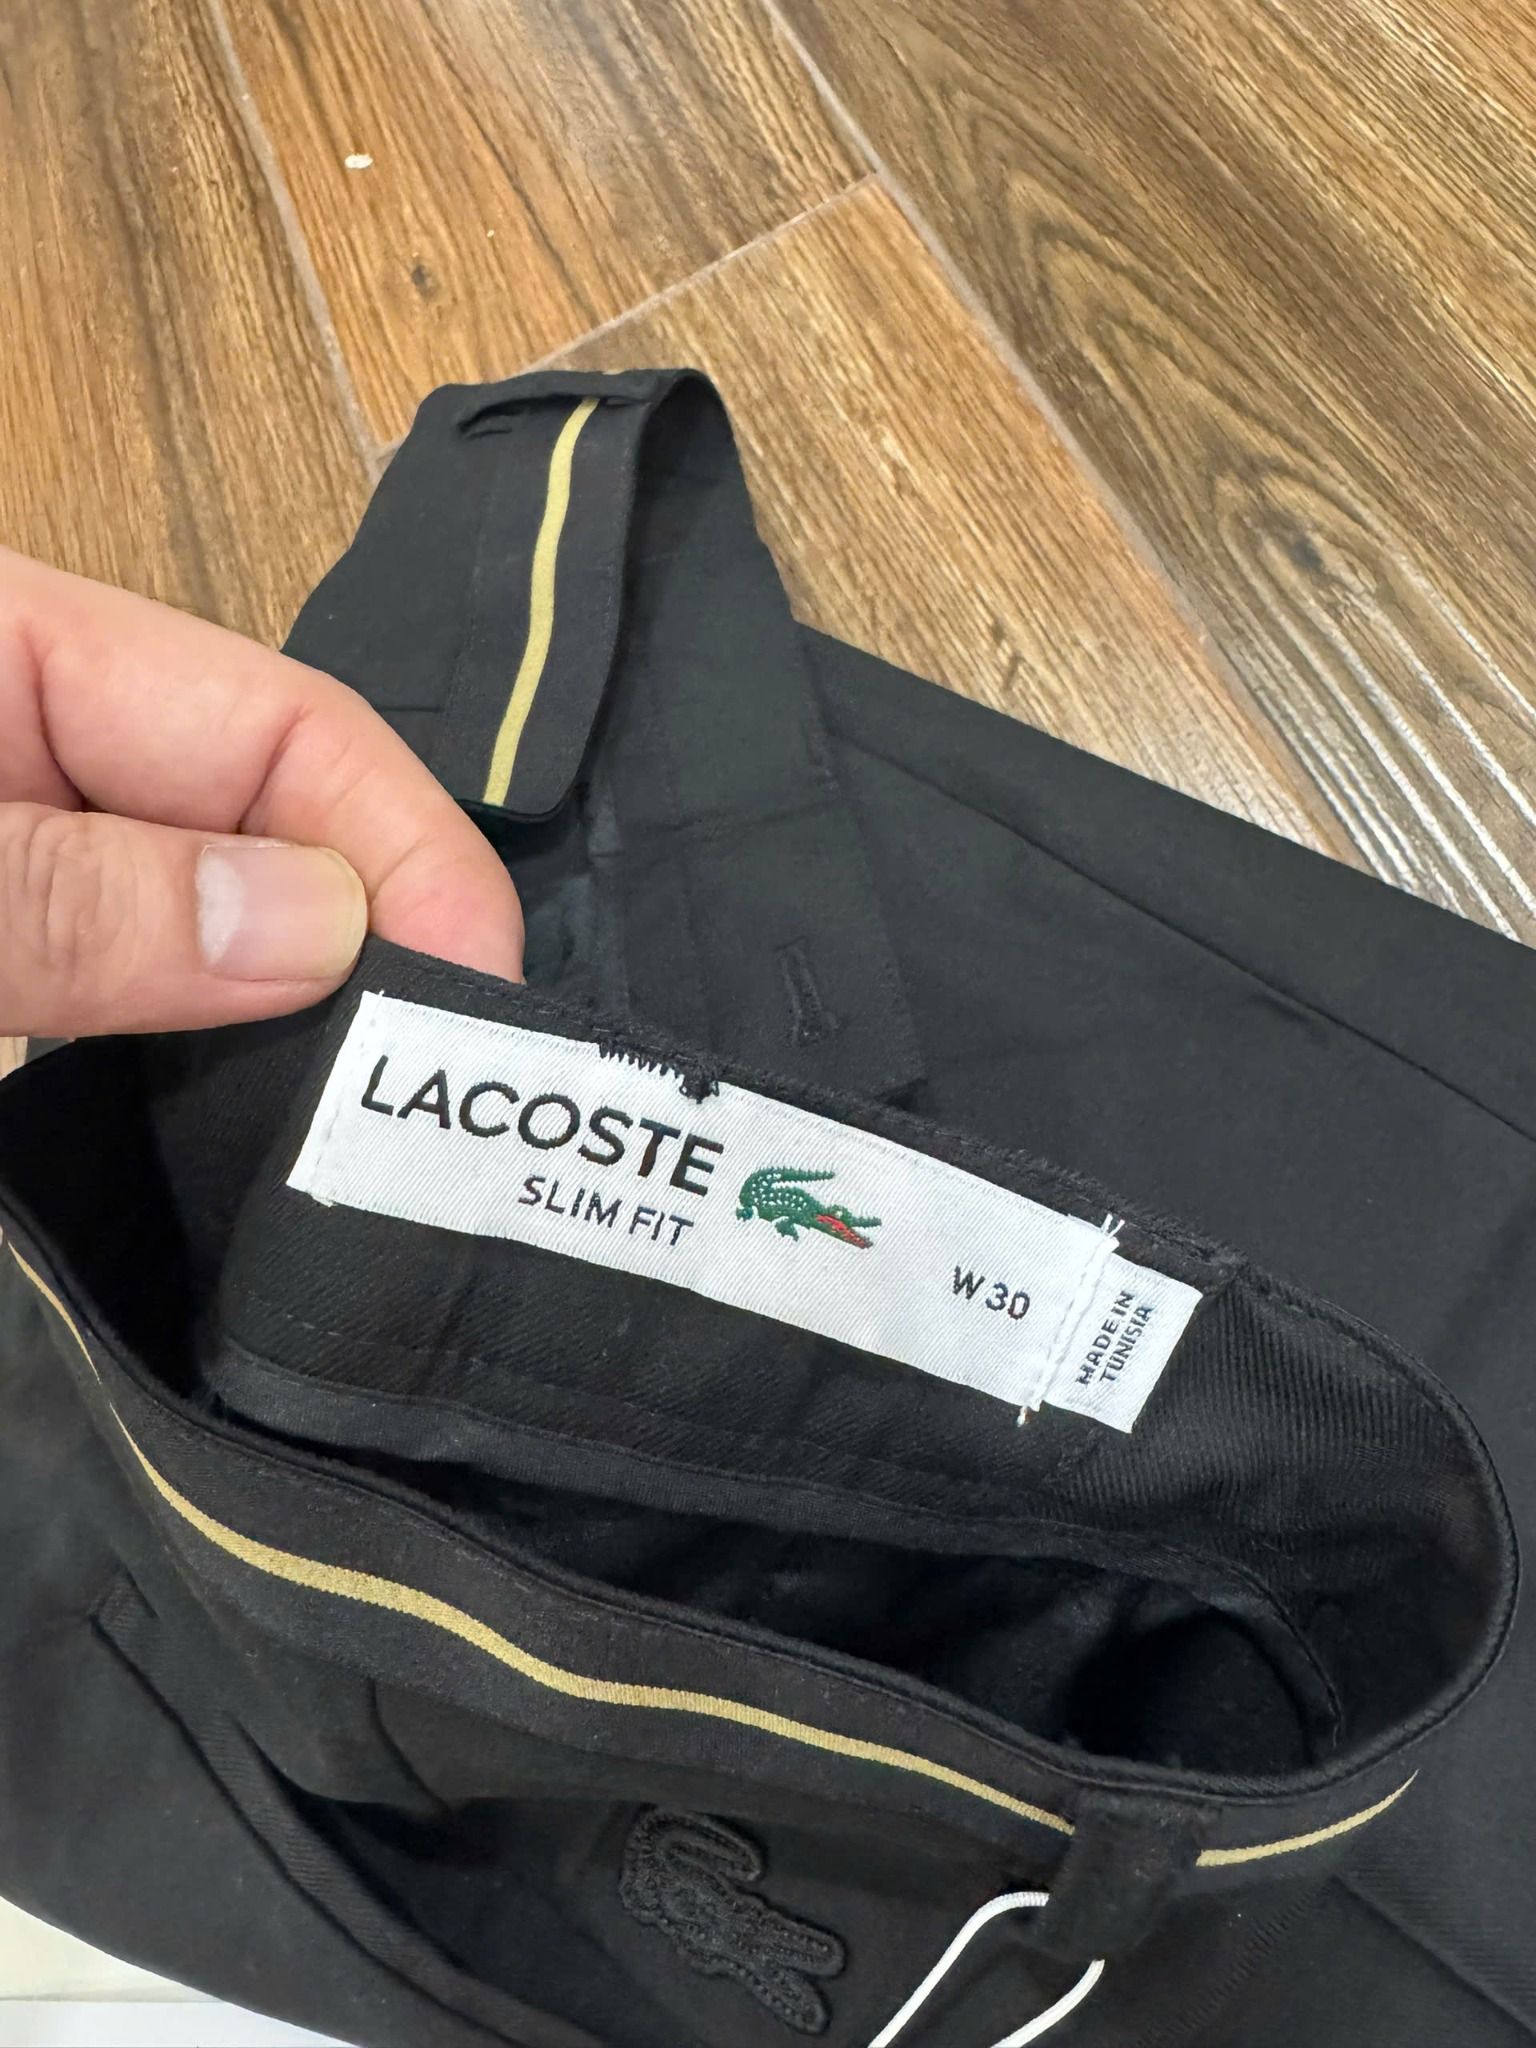 LACOSTE
SLIM FIT
W 30
MADE IN
TUNISIA